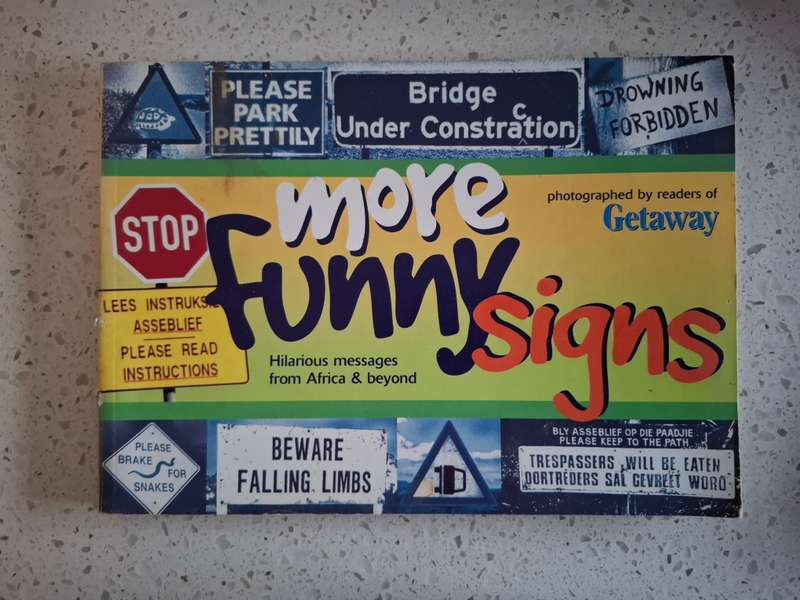 PLEASE
PARK
PRETTILY
Bridge
c
Under Constration
DROWNING
FORBIDDEN
more
funny
signs
photographed by readers of
Getaway
STOP
LEES INSTRUKSI
ASSEBLIEF
PLEASE READ
INSTRUCTIONS
Hilarious messages
from Africa & beyond
PLEASE
BRAKE
FOR
SNAKES
BEWARE
FALLING LIMBS
BLY ASSEBLIEF OP DIE PAADJIE
PLEASE KEEP TO THE PATH
TRESPASSERS WILL BE EATEN
OORTREDERS SAL GEVREET WORD